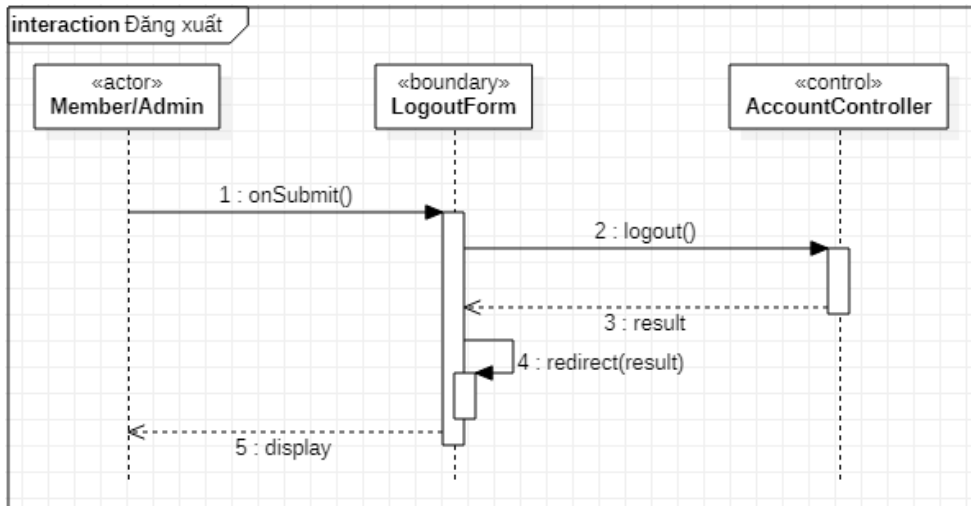 interaction Đăng xuất
«actor»
Member/Admin
«boundary»
LogoutForm
«control»
AccountController
1 : onSubmit()
2 : logout()
3 : result
4 : redirect(result)
5 : display